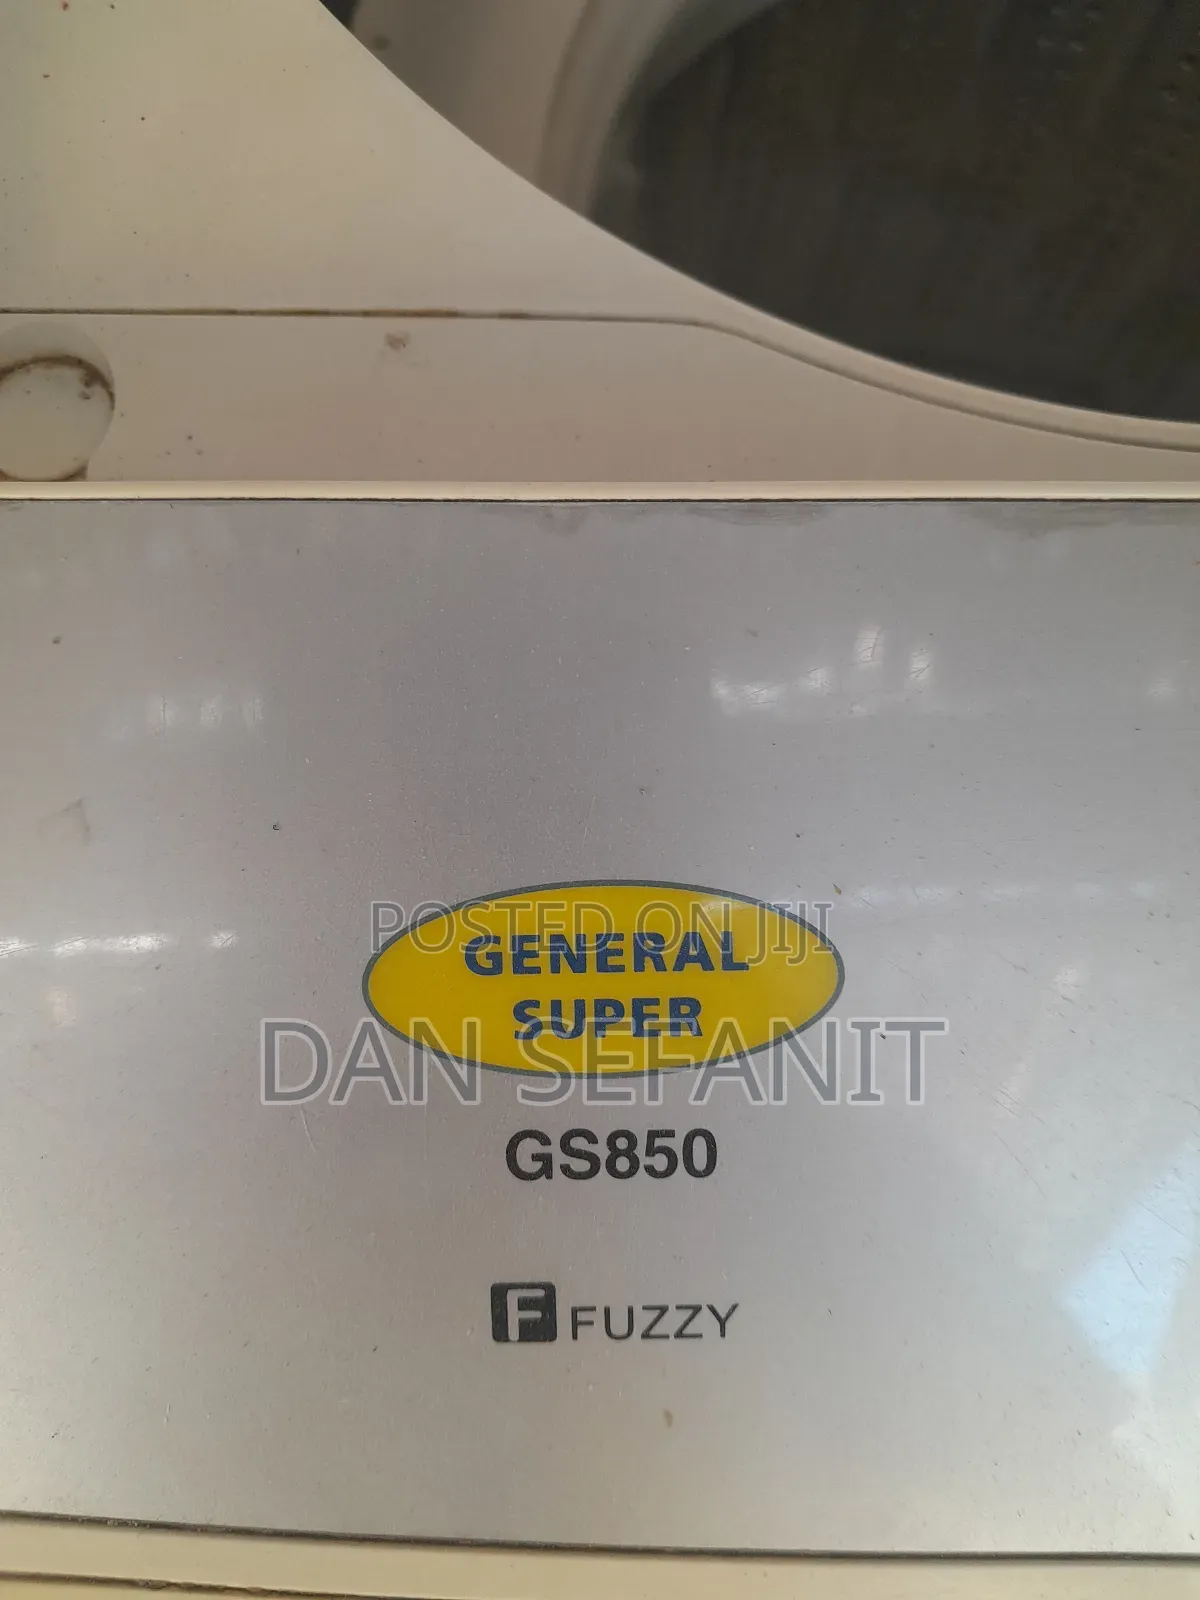 POSTED ON JIJI
GENERAL
SUPER
DAN SEFANIT
GS850
F FUZZY